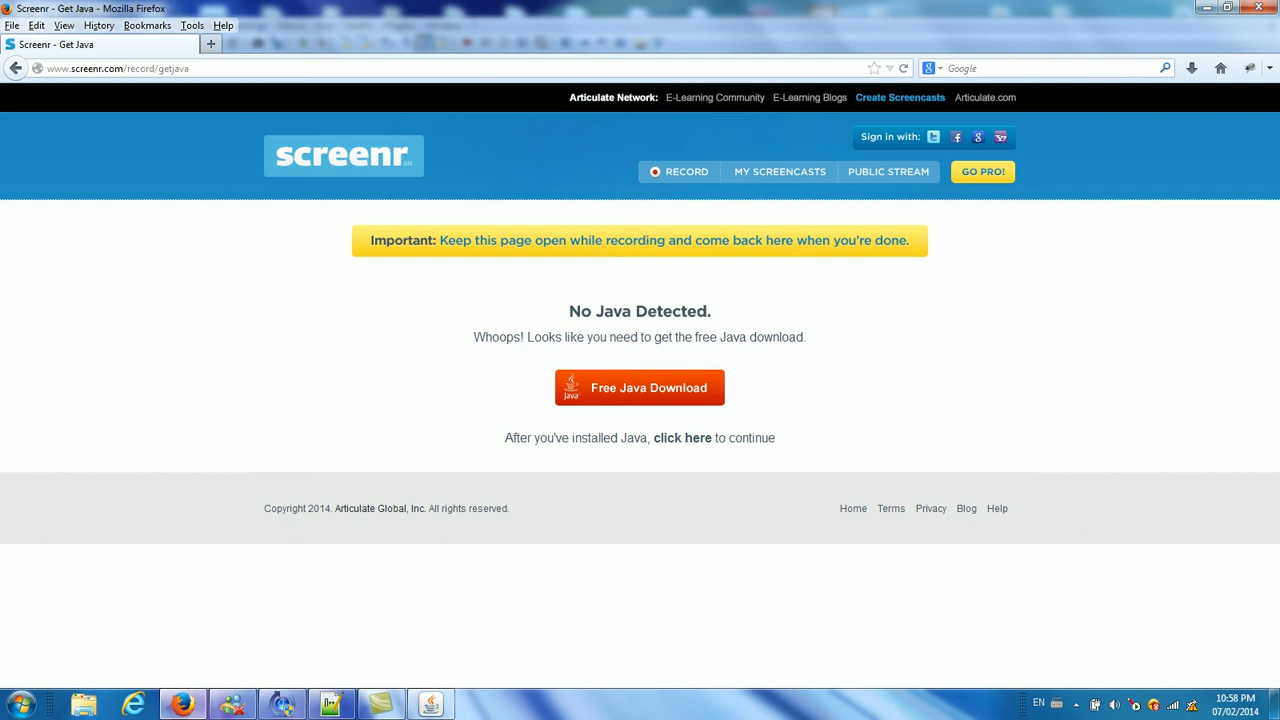 Screenr - Get Java - Mozilla Firefox
File Edit View History Bookmarks Tools Help
Screenr - Get Java
www.screenr.com/record/getjava
Google
Articulate Network: E-Learning Community E-Learning Blogs Create Screencasts Articulate.com
Sign in with:
screenr
RECORD MY SCREENCASTS PUBLIC STREAM GO PRO!
Important: Keep this page open while recording and come back here when you're done.
No Java Detected.
Whoops! Looks like you need to get the free Java download.
Java Free Java Download
After you've installed Java, click here to continue
Copyright 2014. Articulate Global, Inc. All rights reserved.
Home Terms Privacy Blog Help
EN
10:58 PM
07/02/2014